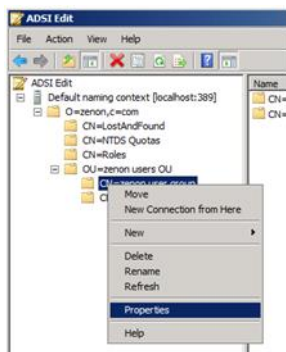 ADSI Edit
File Action View Help
ADSI Edit
Default naming context [localhost:389]
O=zenon,c=com
CN=LostAndFound
CN=NTDS Quotas
CN=Roles
OU=zenon users OU
CN=zenon user group
Name
CN=
CN=
Move
New Connection from Here
New
Delete
Rename
Refresh
Properties
Help